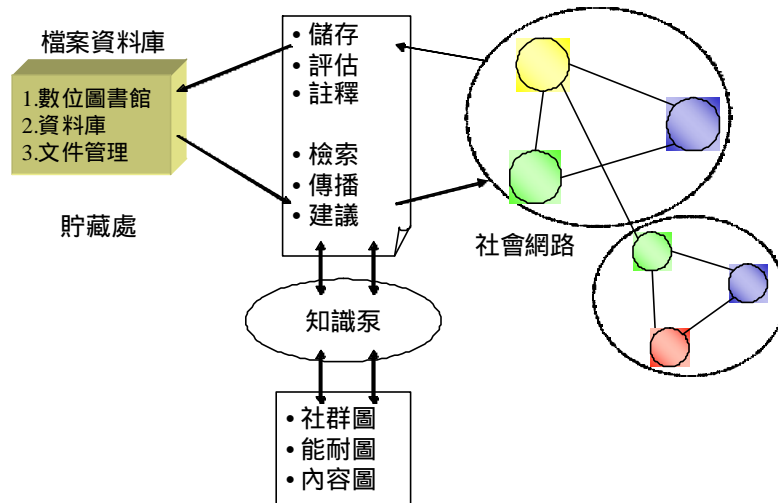 檔案資料庫
1.數位圖書館
2.資料庫
3.文件管理
貯藏處
• 儲存
• 評估
• 註釋
• 檢索
• 傳播
• 建議
社會網路
知識泵
• 社群圖
• 能耐圖
• 內容圖